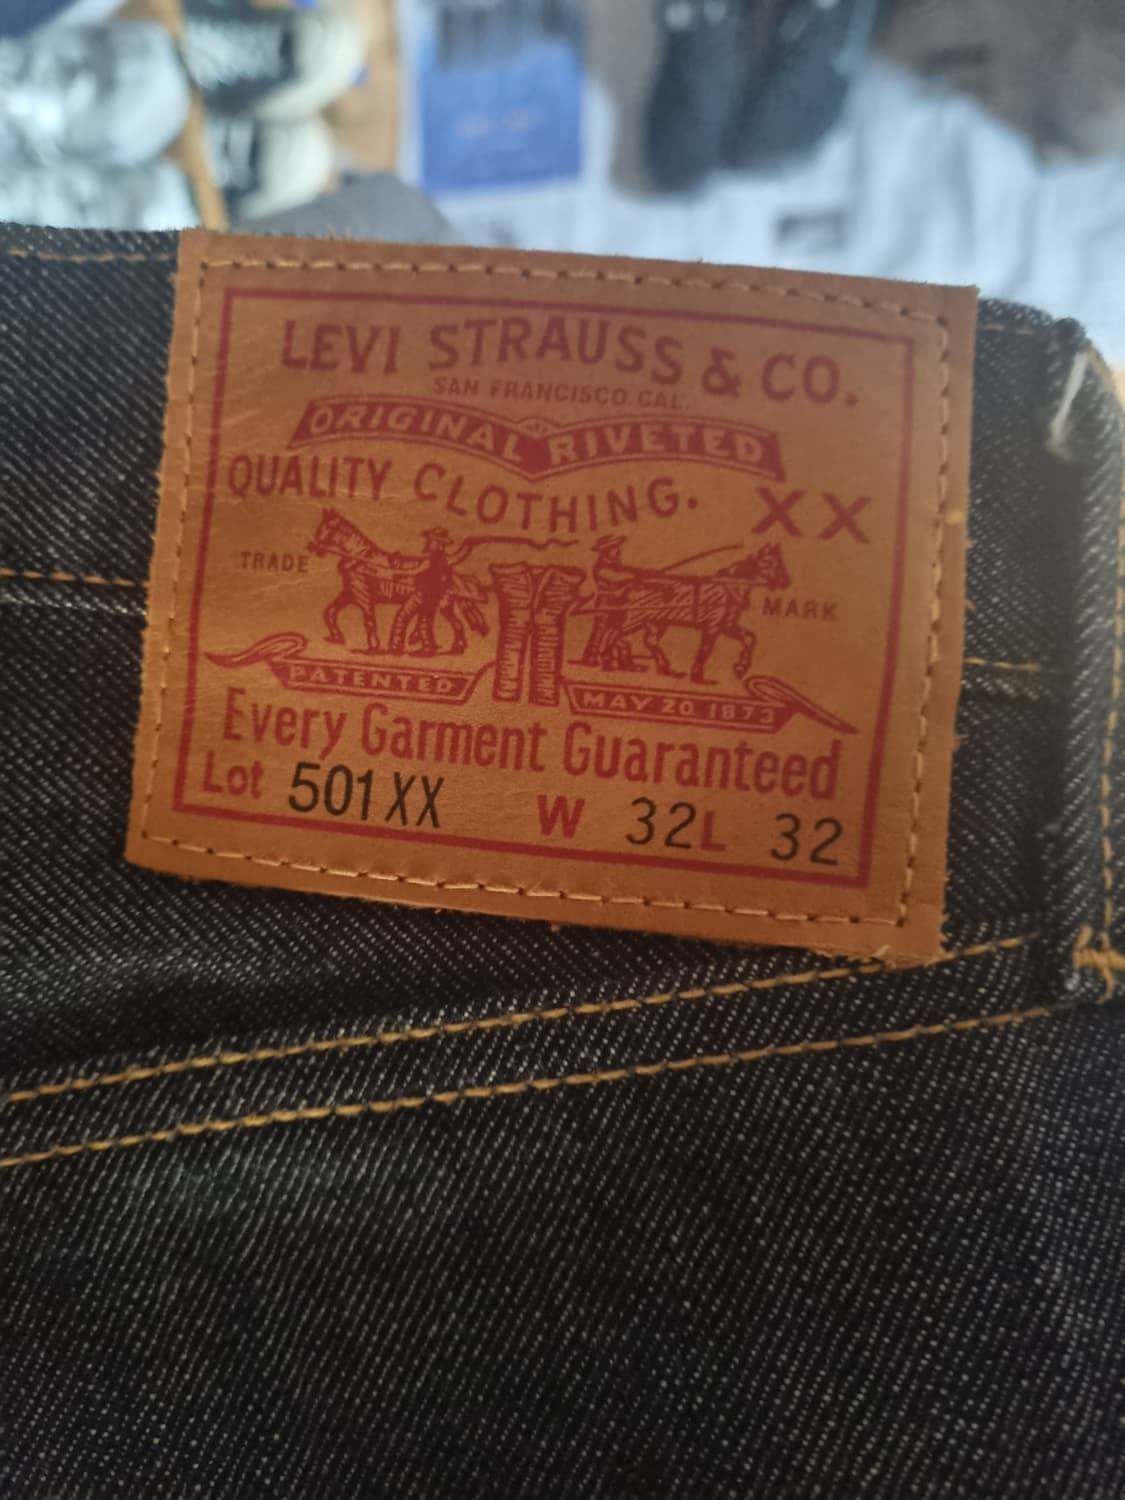 LEVI STRAUSS & CO.
SAN FRANCISCO CAL.
ORIGINAL RIVETED
QUALITY CLOTHING. XX
TRADE MARK
PATENTED MAY 20 1873
Every Garment Guaranteed
Lot 501XX W 32 L 32